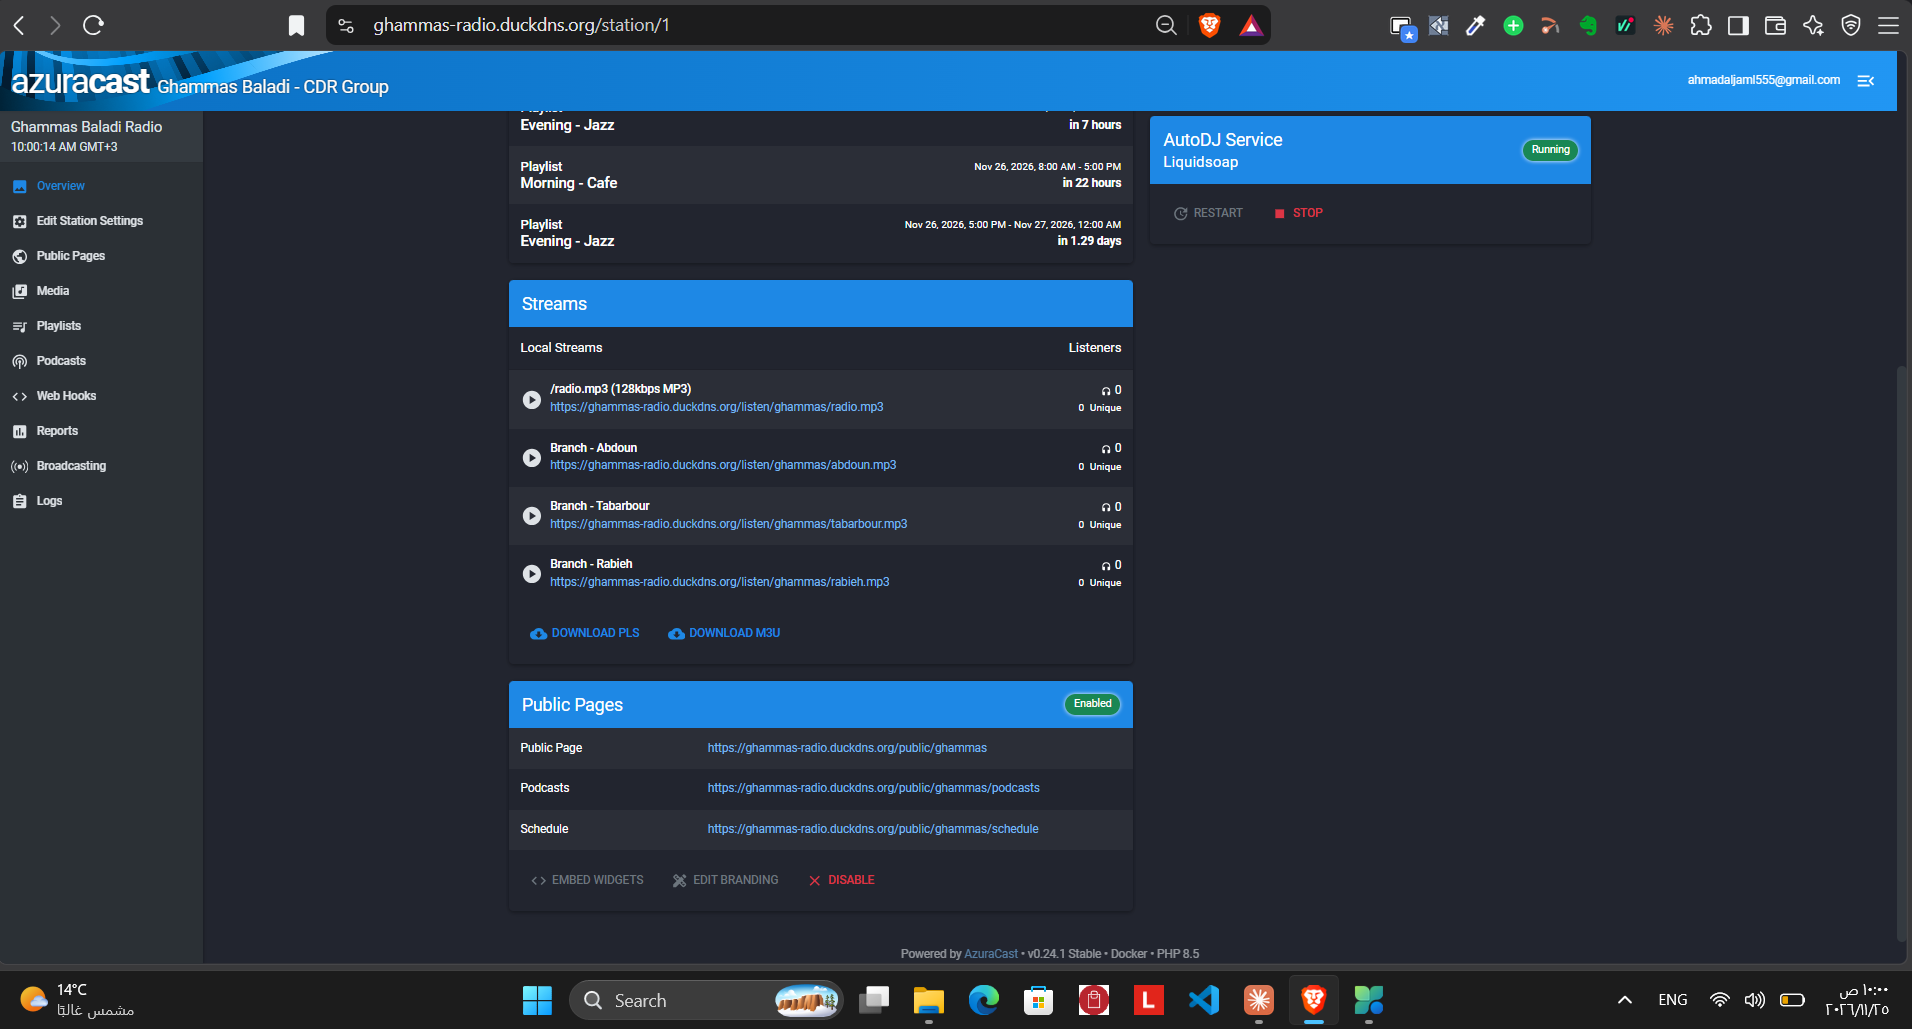 ghammas-radio.duckdns.org/station/1
azuracast Ghammas Baladi - CDR Group
ahmadaljaml555@gmail.com
Ghammas Baladi Radio
10:00:14 AM GMT+3
Overview
Edit Station Settings
Public Pages
Media
Playlists
Podcasts
Web Hooks
Reports
Broadcasting
Logs
Evening - Jazz
in 7 hours
Playlist
Nov 26, 2026, 8:00 AM - 5:00 PM
Morning - Cafe
in 22 hours
Playlist
Nov 26, 2026, 5:00 PM - Nov 27, 2026, 12:00 AM
Evening - Jazz
in 1.29 days
AutoDJ Service
Liquidsoap
Running
RESTART
STOP
Streams
Local Streams
Listeners
/radio.mp3 (128kbps MP3)
0
https://ghammas-radio.duckdns.org/listen/ghammas/radio.mp3
0 Unique
Branch - Abdoun
0
https://ghammas-radio.duckdns.org/listen/ghammas/abdoun.mp3
0 Unique
Branch - Tabarbour
0
https://ghammas-radio.duckdns.org/listen/ghammas/tabarbour.mp3
0 Unique
Branch - Rabieh
0
https://ghammas-radio.duckdns.org/listen/ghammas/rabieh.mp3
0 Unique
DOWNLOAD PLS
DOWNLOAD M3U
Public Pages
Enabled
Public Page
https://ghammas-radio.duckdns.org/public/ghammas
Podcasts
https://ghammas-radio.duckdns.org/public/ghammas/podcasts
Schedule
https://ghammas-radio.duckdns.org/public/ghammas/schedule
EMBED WIDGETS
EDIT BRANDING
DISABLE
Powered by AzuraCast • v0.24.1 Stable • Docker • PHP 8.5
14°C
مشمس غالبًا
Search
L
ENG
١٠:٠٠ ص
٢٠٢٦/١١/٢٥